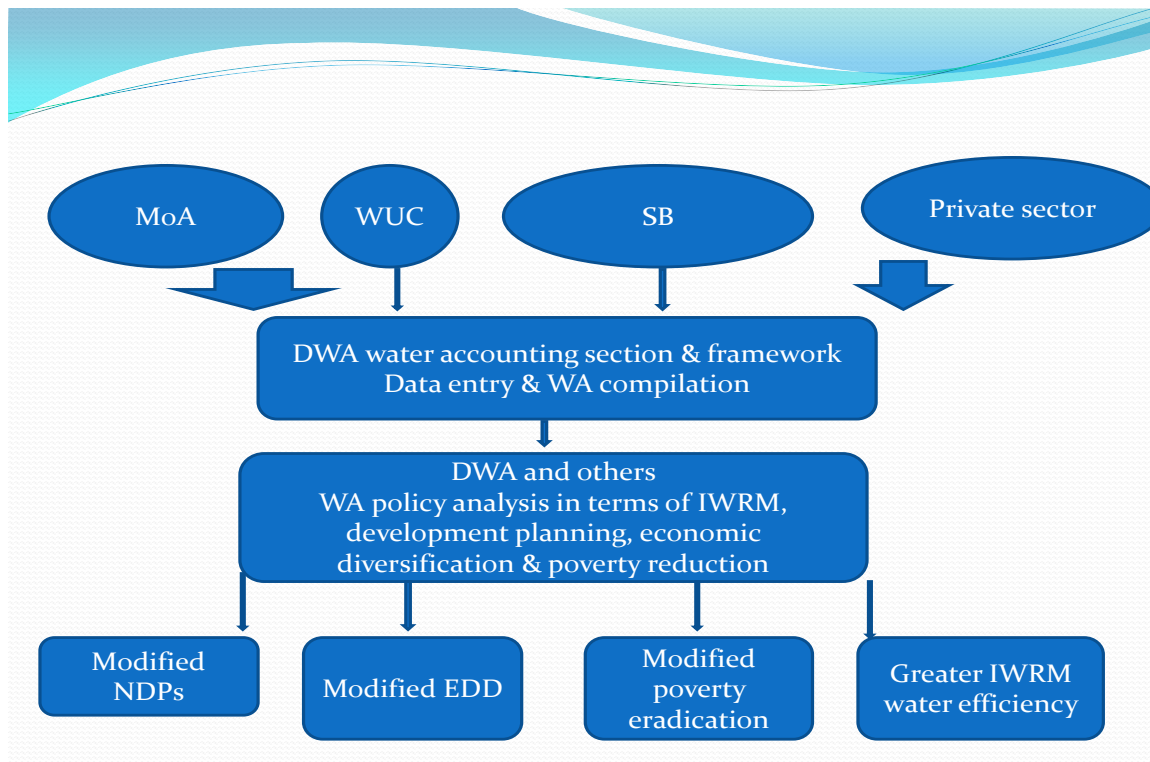 MoA
WUC
SB
Private sector
DWA water accounting section & framework
Data entry & WA compilation
DWA and others
WA policy analysis in terms of IWRM,
development planning, economic
diversification & poverty reduction
Modified
NDPs
Modified EDD
Modified
poverty
eradication
Greater IWRM
water efficiency